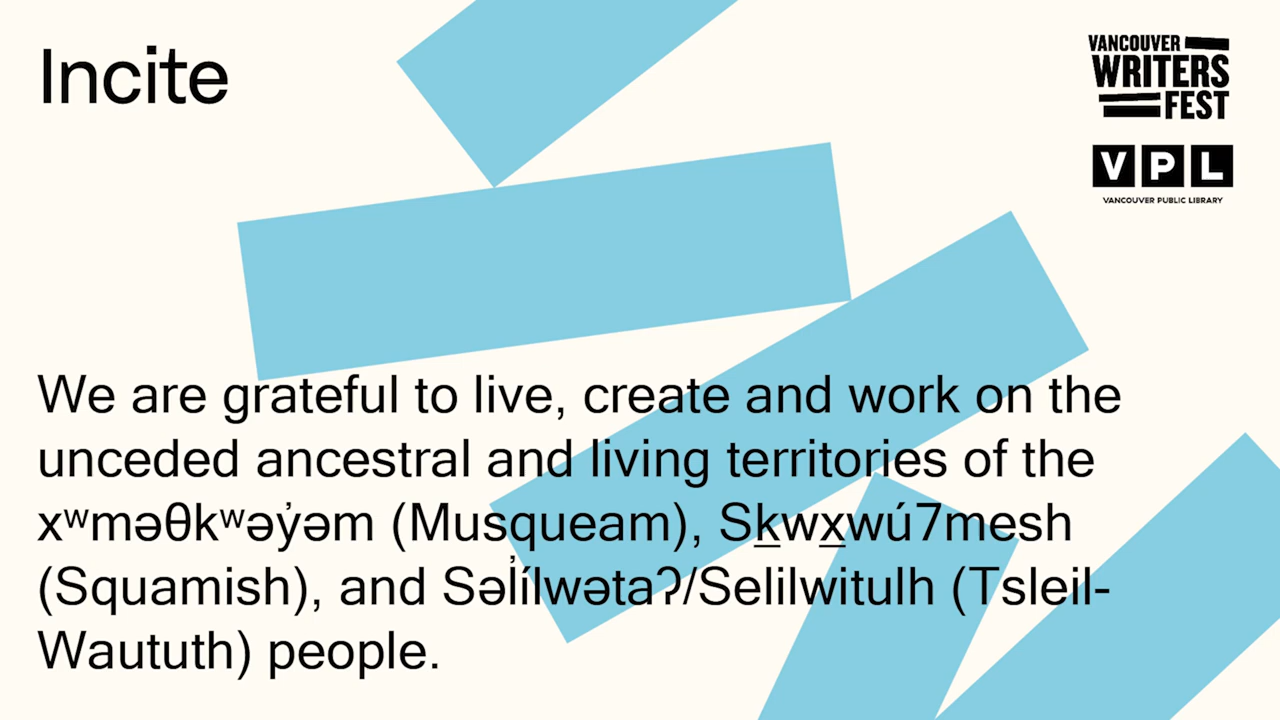 Incite
VANCOUVER
WRITERS
FEST
VPL
VANCOUVER PUBLIC LIBRARY
We are grateful to live, create and work on the
unceded ancestral and living territories of the
xʷməθkʷəy̓əm (Musqueam), Sḵwx̱wú7mesh
(Squamish), and Səl̓ílwətaʔ/Selilwitulh (Tsleil-
Waututh) people.